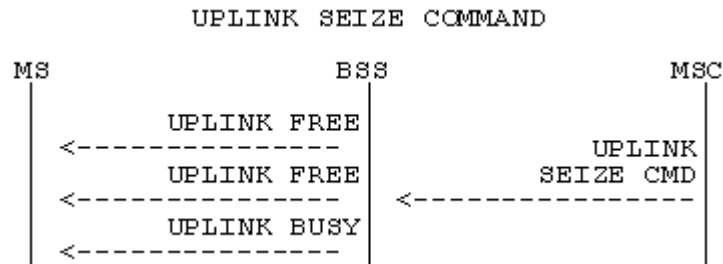 UPLINK SEIZE COMMAND
MS BSS MSC
UPLINK FREE
<--------------- UPLINK
UPLINK FREE SEIZE CMD
<--------------- <----------------
UPLINK BUSY
<---------------